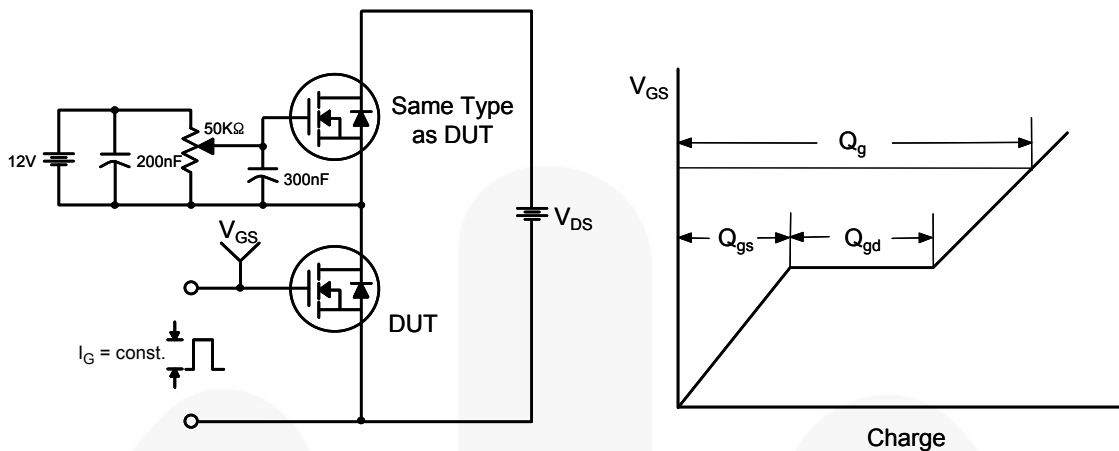 Same Type
as DUT
50KΩ
12V
200nF
300nF
V_GS
V_DS
DUT
I_G = const.
V_GS
Q_g
Q_gs
Q_gd
Charge